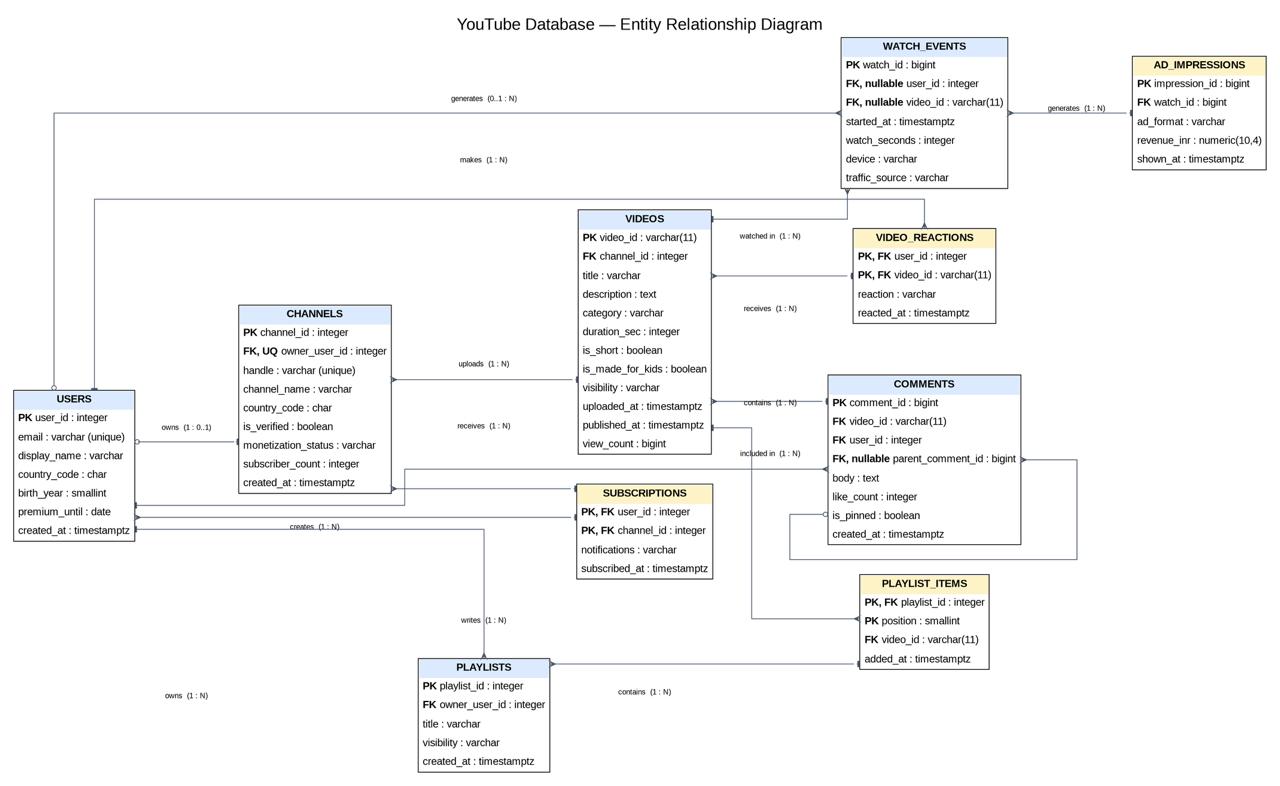 YouTube Database — Entity Relationship Diagram
WATCH_EVENTS
PK watch_id : bigint
FK, nullable user_id : integer
FK, nullable video_id : varchar(11)
started_at : timestamptz
watch_seconds : integer
device : varchar
traffic_source : varchar
AD_IMPRESSIONS
PK impression_id : bigint
FK watch_id : bigint
ad_format : varchar
revenue_inr : numeric(10,4)
shown_at : timestamptz
generates (0..1 : N)
generates (1 : N)
makes (1 : N)
VIDEOS
PK video_id : varchar(11)
FK channel_id : integer
title : varchar
description : text
category : varchar
duration_sec : integer
is_short : boolean
is_made_for_kids : boolean
visibility : varchar
uploaded_at : timestamptz
published_at : timestamptz
view_count : bigint
watched in (1 : N)
VIDEO_REACTIONS
PK, FK user_id : integer
PK, FK video_id : varchar(11)
reaction : varchar
reacted_at : timestamptz
receives (1 : N)
CHANNELS
PK channel_id : integer
FK, UQ owner_user_id : integer
handle : varchar (unique)
channel_name : varchar
country_code : char
is_verified : boolean
monetization_status : varchar
subscriber_count : integer
created_at : timestamptz
uploads (1 : N)
USERS
PK user_id : integer
email : varchar (unique)
display_name : varchar
country_code : char
birth_year : smallint
premium_until : date
created_at : timestamptz
owns (1 : 0..1)
receives (1 : N)
contains (1 : N)
included in (1 : N)
COMMENTS
PK comment_id : bigint
FK video_id : varchar(11)
FK user_id : integer
FK, nullable parent_comment_id : bigint
body : text
like_count : integer
is_pinned : boolean
created_at : timestamptz
SUBSCRIPTIONS
PK, FK user_id : integer
PK, FK channel_id : integer
notifications : varchar
subscribed_at : timestamptz
creates (1 : N)
PLAYLIST_ITEMS
PK, FK playlist_id : integer
PK position : smallint
FK video_id : varchar(11)
added_at : timestamptz
writes (1 : N)
PLAYLISTS
PK playlist_id : integer
FK owner_user_id : integer
title : varchar
visibility : varchar
created_at : timestamptz
owns (1 : N)
contains (1 : N)